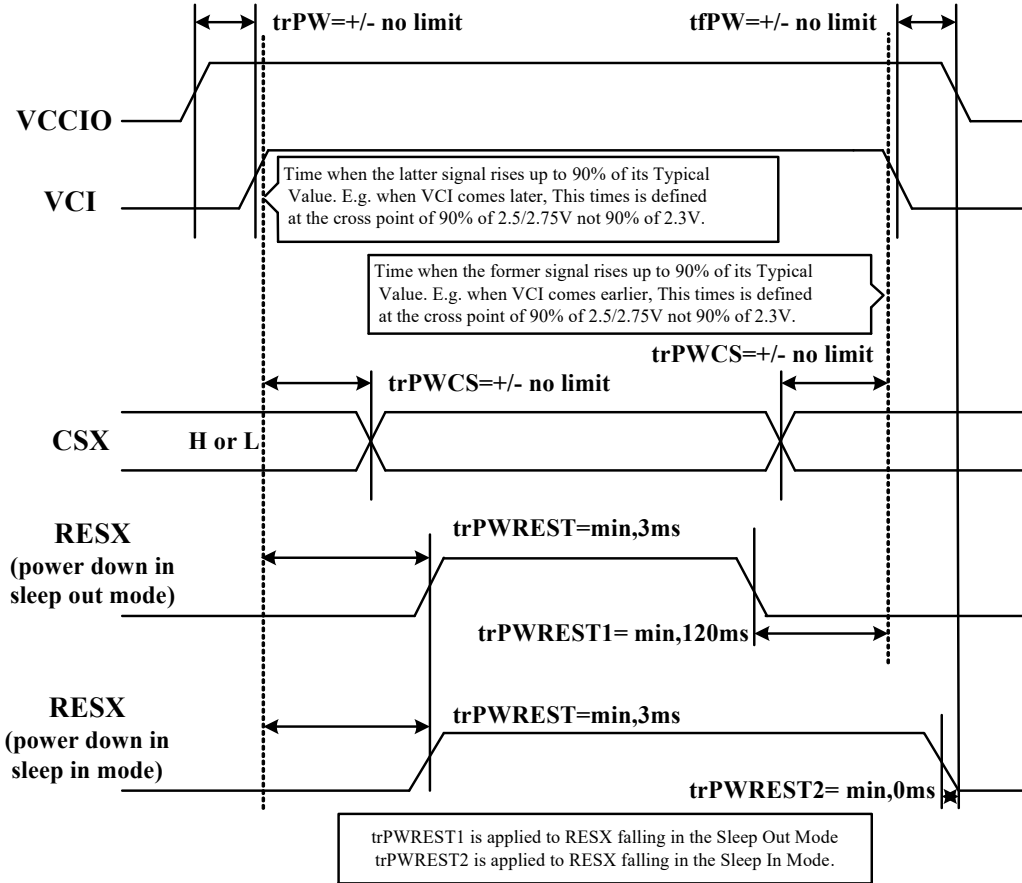 trPW=+/- no limit
tfPW=+/- no limit
VCCIO
VCI
Time when the latter signal rises up to 90% of its Typical
Value. E.g. when VCI comes later, This times is defined
at the cross point of 90% of 2.5/2.75V not 90% of 2.3V.
Time when the former signal rises up to 90% of its Typical
Value. E.g. when VCI comes earlier, This times is defined
at the cross point of 90% of 2.5/2.75V not 90% of 2.3V.
trPWCS=+/- no limit
trPWCS=+/- no limit
CSX
H or L
RESX
(power down in
sleep out mode)
trPWREST=min,3ms
trPWREST1= min,120ms
RESX
(power down in
sleep in mode)
trPWREST=min,3ms
trPWREST2= min,0ms
trPWREST1 is applied to RESX falling in the Sleep Out Mode
trPWREST2 is applied to RESX falling in the Sleep In Mode.